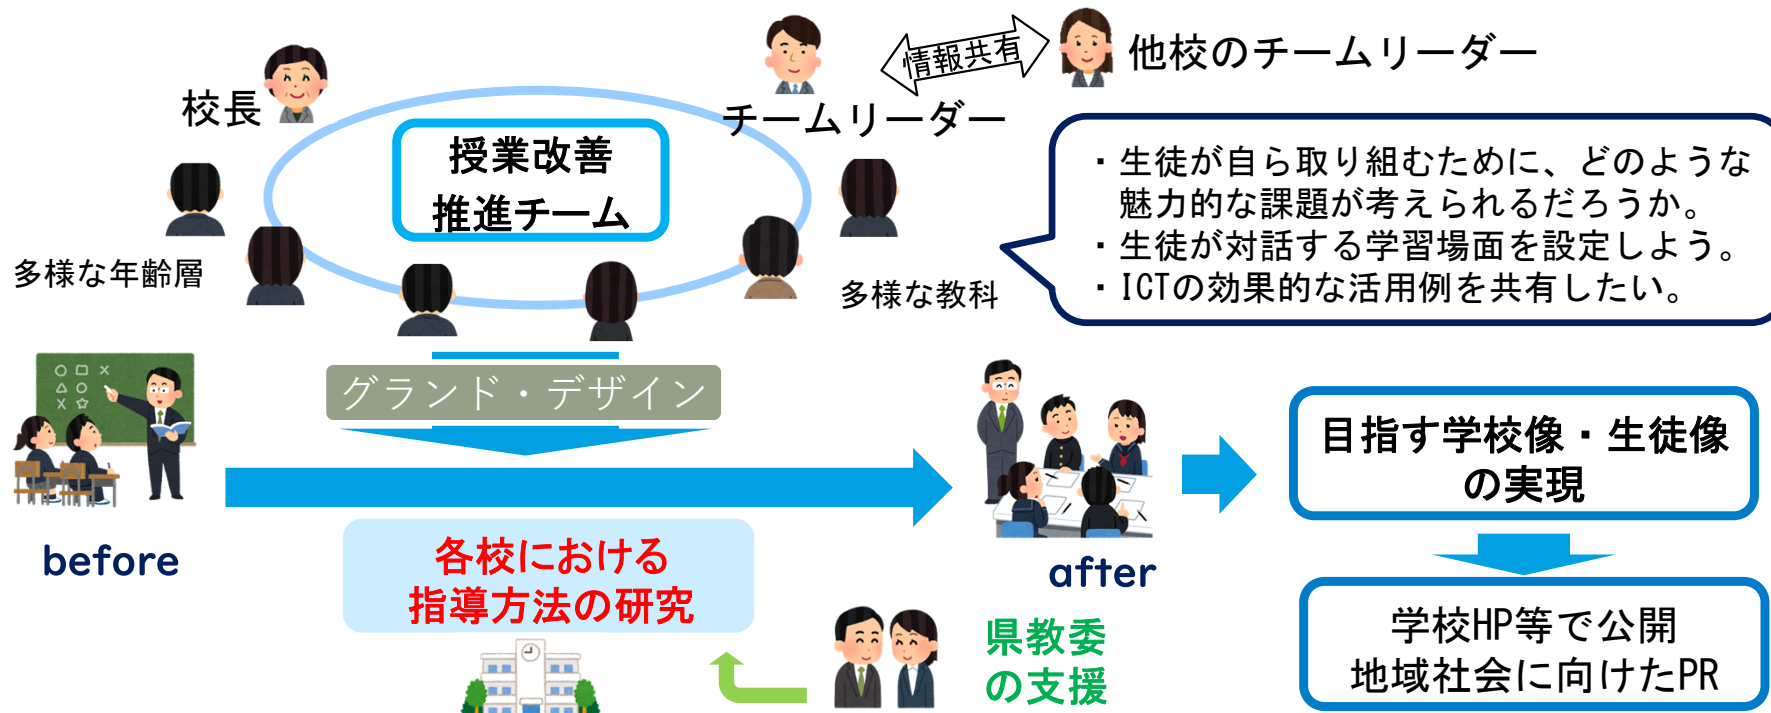 情報共有
他校のチームリーダー
校長
チームリーダー
授業改善
推進チーム
・生徒が自ら取り組むために、どのような
魅力的な課題が考えられるだろうか。
・生徒が対話する学習場面を設定しよう。
・ICTの効果的な活用例を共有したい。
多様な年齢層
多様な教科
グランド・デザイン
before
各校における
指導方法の研究
after
県教委
の支援
目指す学校像・生徒像
の実現
学校HP等で公開
地域社会に向けたPR